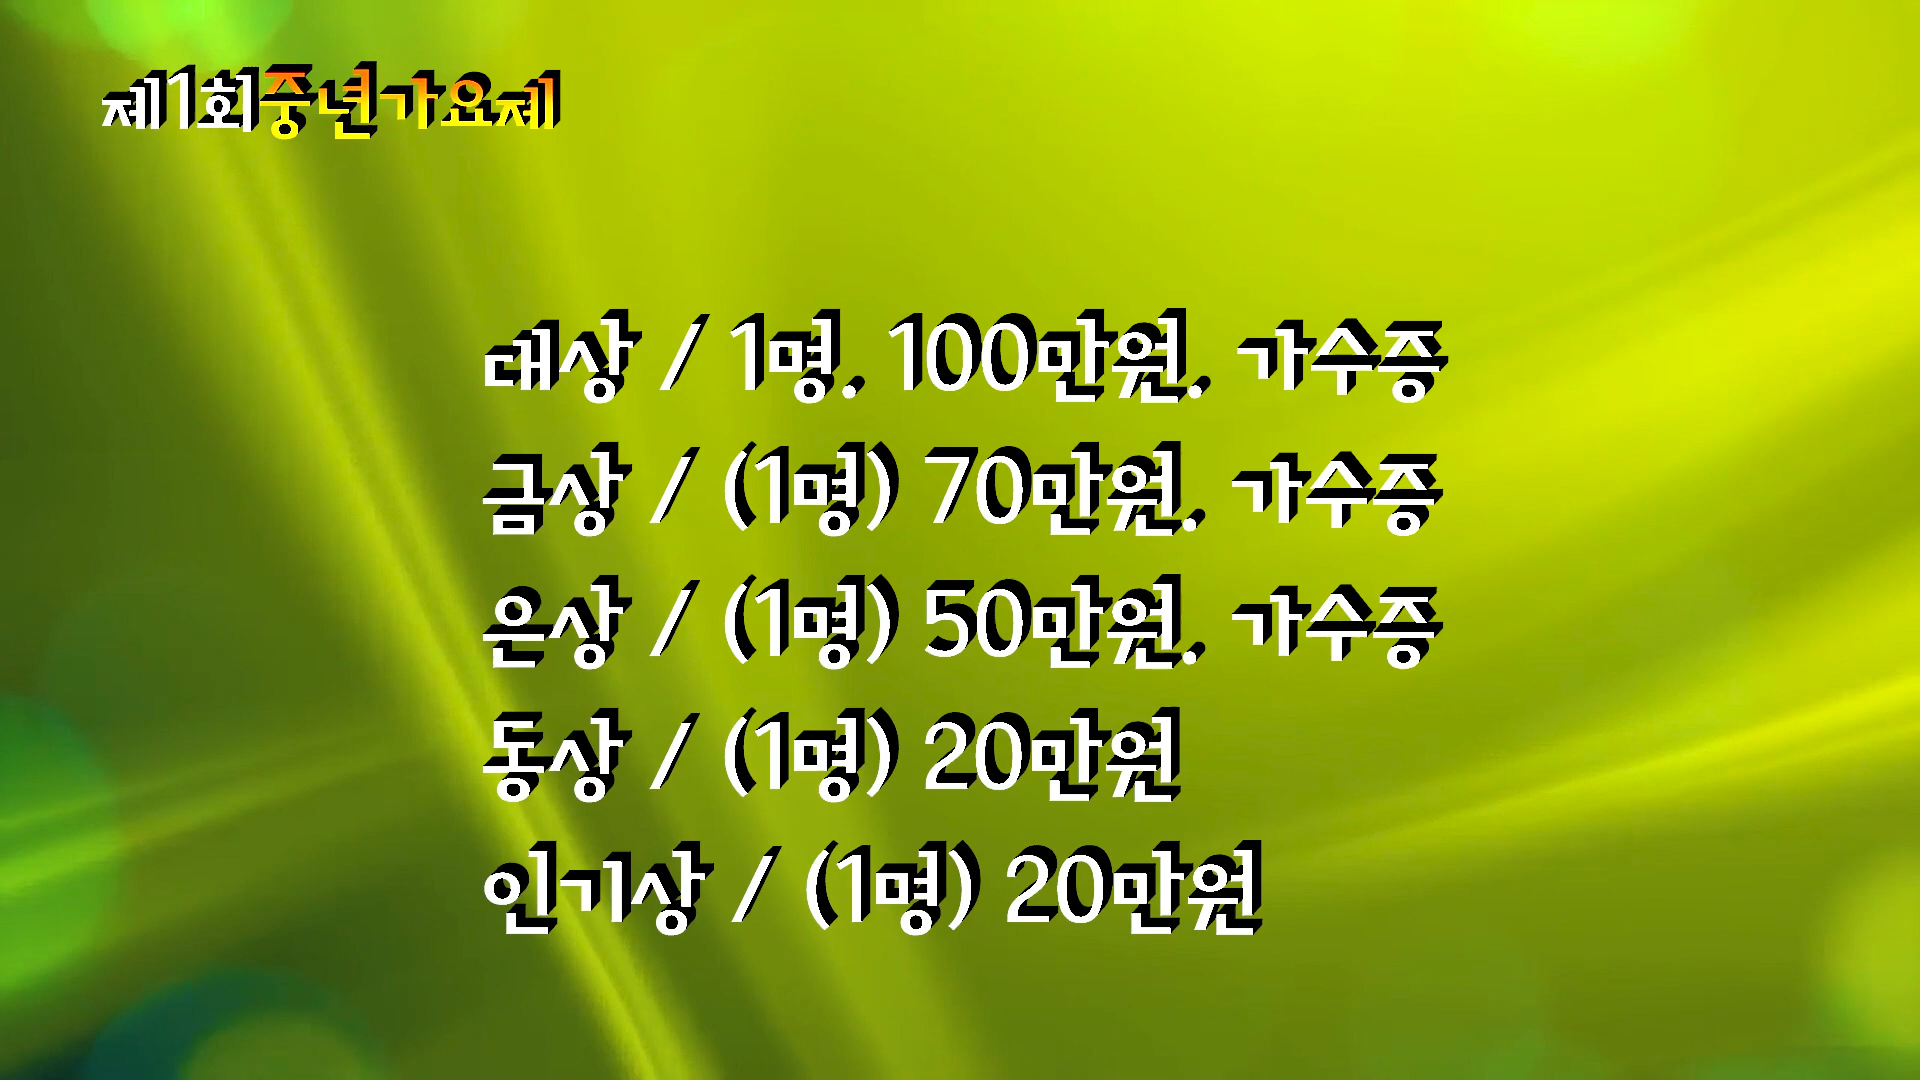 제1회중년가요제
대상 / 1명. 100만원. 가수증
금상 / (1명) 70만원. 가수증
은상 / (1명) 50만원. 가수증
동상 / (1명) 20만원
인기상 / (1명) 20만원